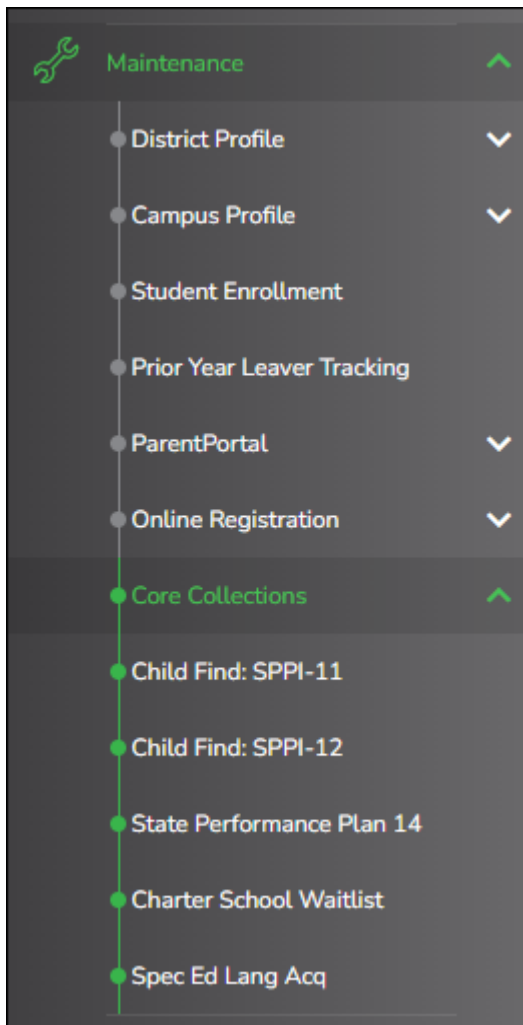 Maintenance
District Profile
Campus Profile
Student Enrollment
Prior Year Leaver Tracking
ParentPortal
Online Registration
Core Collections
Child Find: SPPI-11
Child Find: SPPI-12
State Performance Plan 14
Charter School Waitlist
Spec Ed Lang Acq